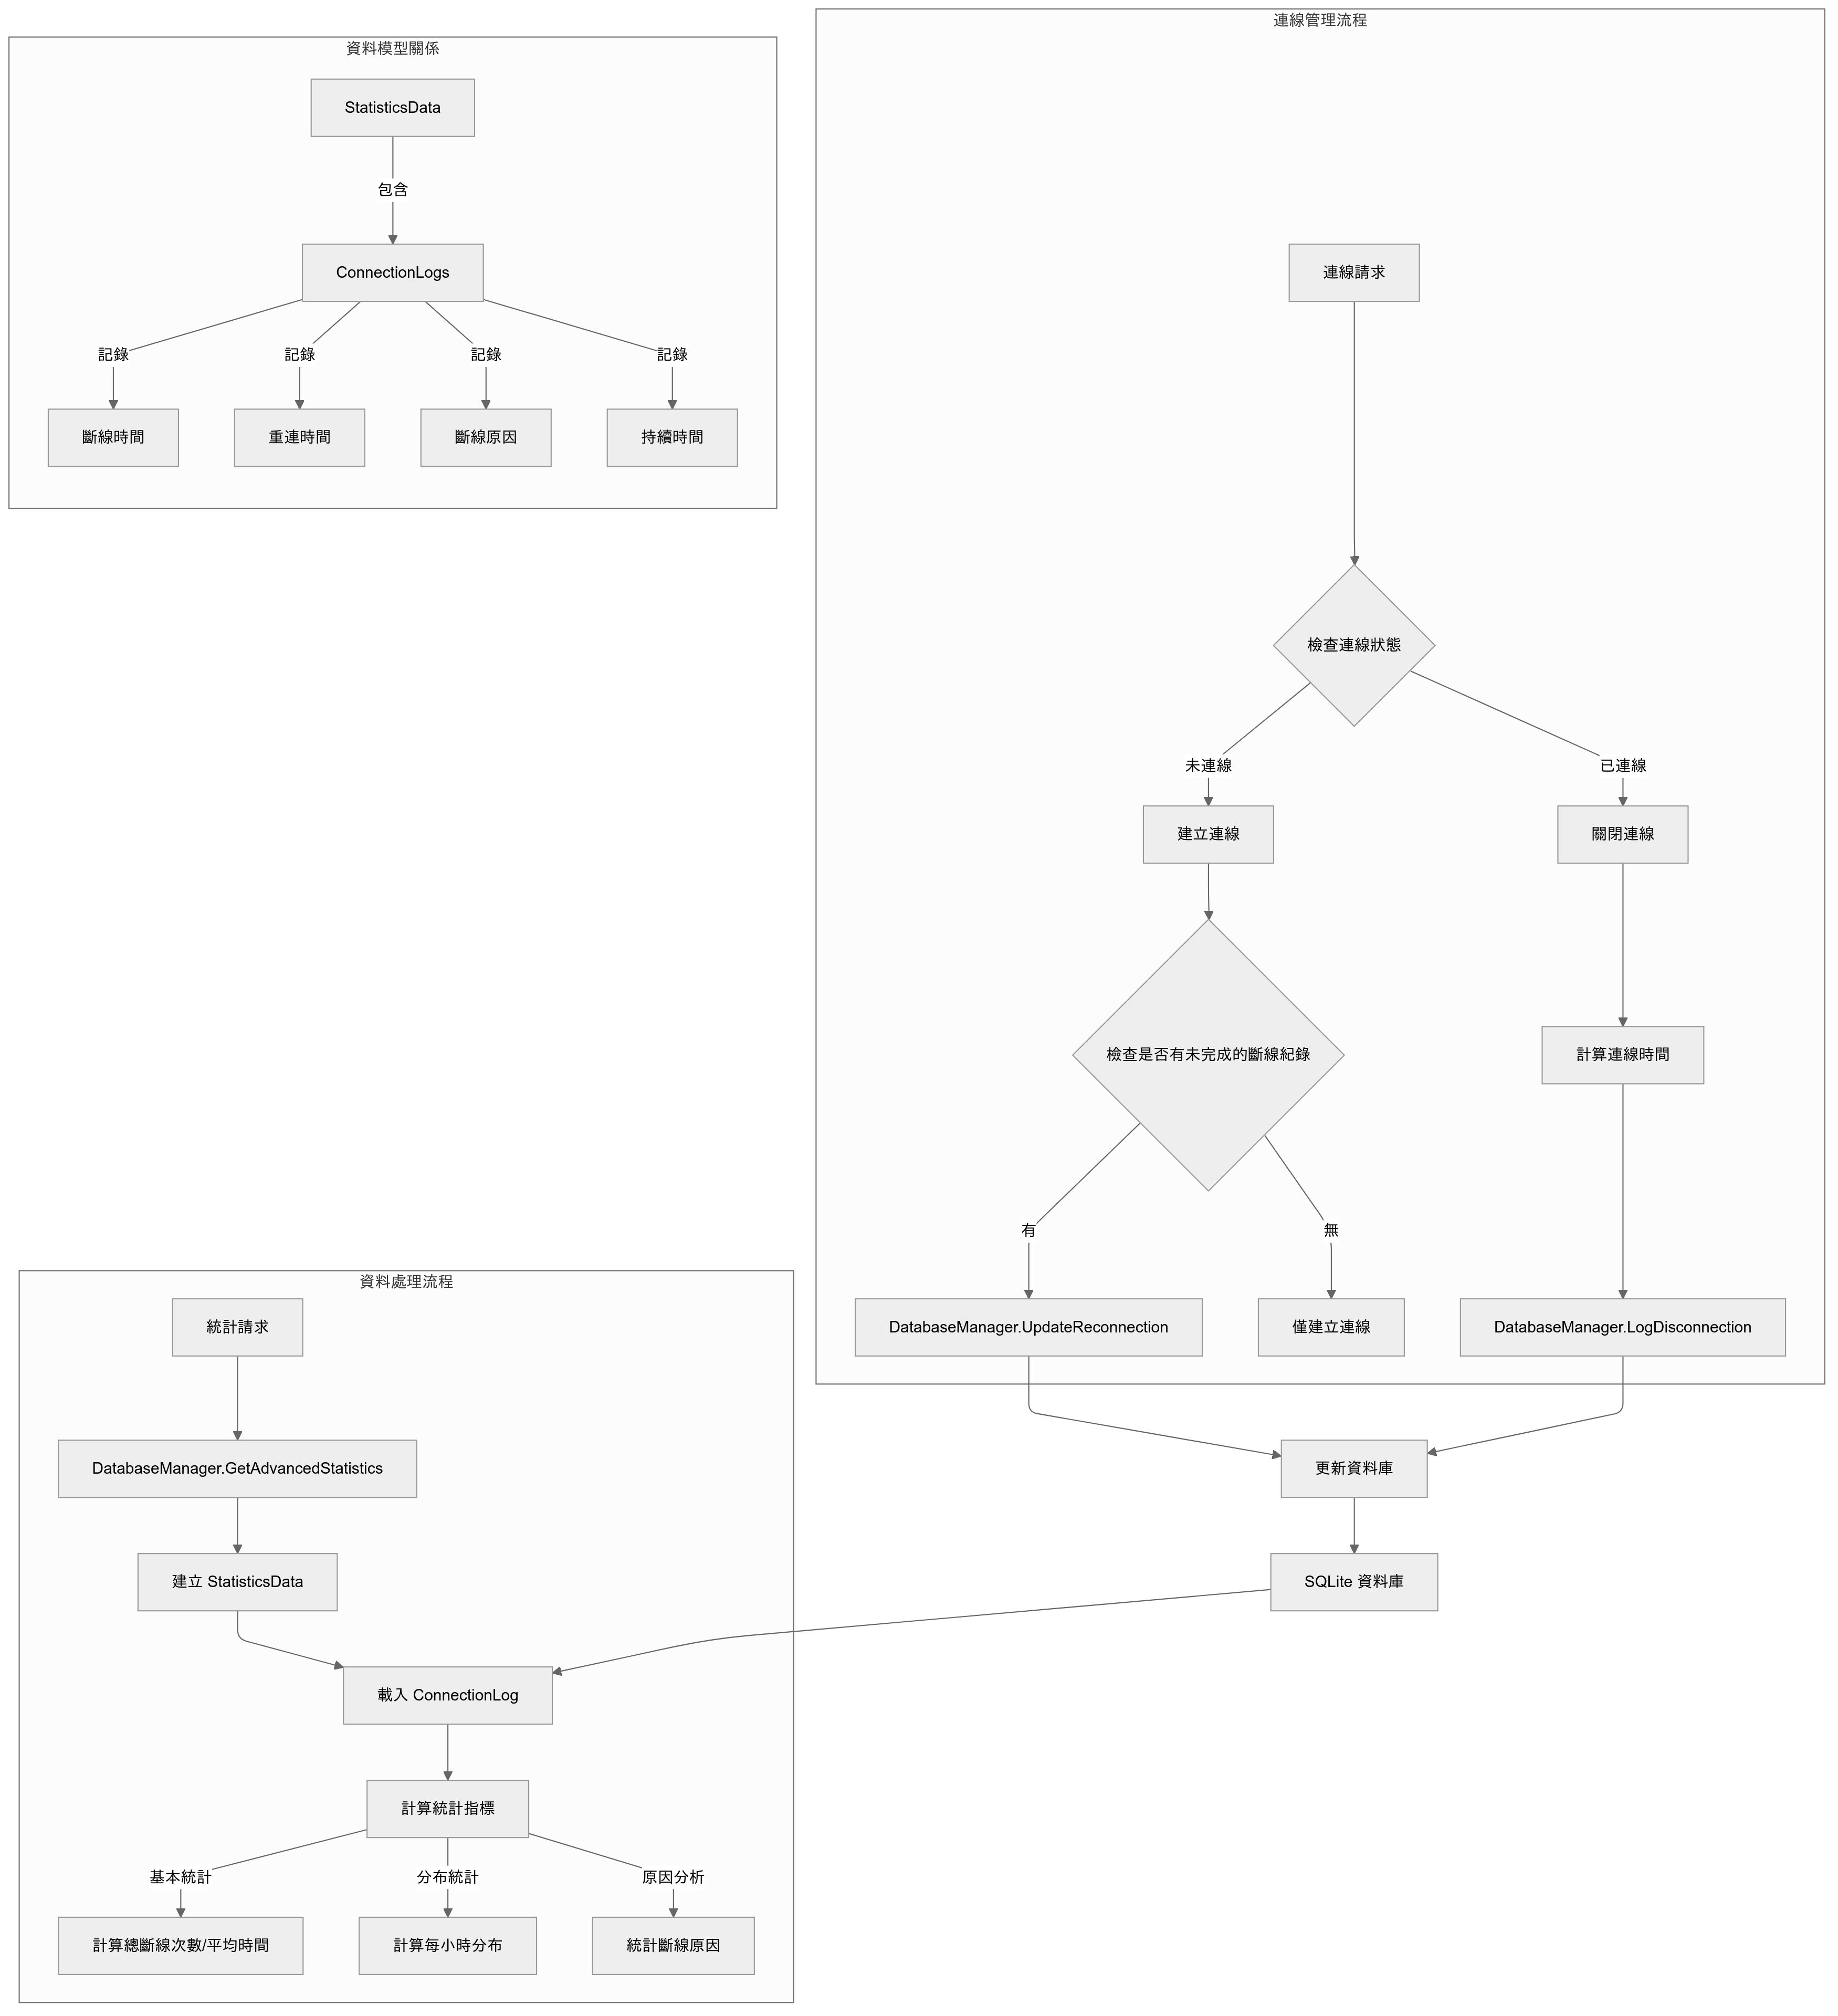 資料模型關係
StatisticsData
包含
ConnectionLogs
記錄
記錄
記錄
記錄
斷線時間
重連時間
斷線原因
持續時間
連線管理流程
連線請求
檢查連線狀態
未連線
已連線
建立連線
關閉連線
檢查是否有未完成的斷線紀錄
計算連線時間
有
無
DatabaseManager.UpdateReconnection
僅建立連線
DatabaseManager.LogDisconnection
更新資料庫
SQLite 資料庫
資料處理流程
統計請求
DatabaseManager.GetAdvancedStatistics
建立 StatisticsData
載入 ConnectionLog
計算統計指標
基本統計
分布統計
原因分析
計算總斷線次數/平均時間
計算每小時分布
統計斷線原因